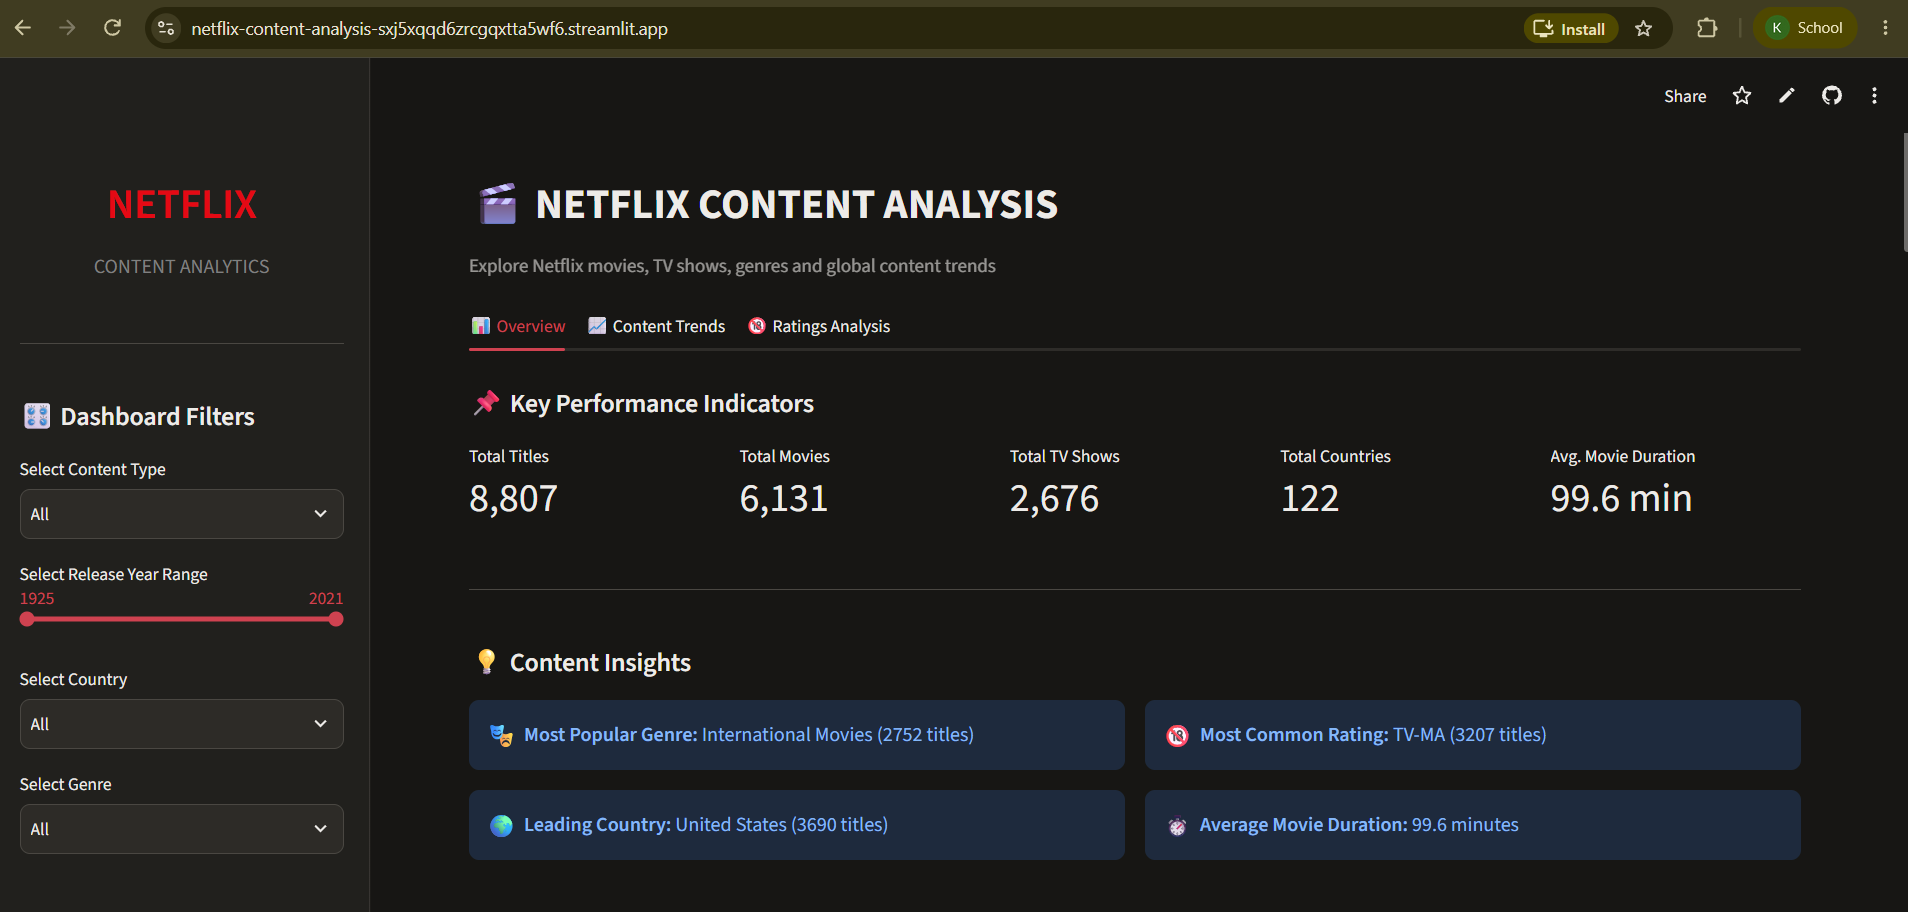 netflix-content-analysis-sxj5xqqd6zrcgqxtta5wf6.streamlit.app
Install
K School
Share
NETFLIX
CONTENT ANALYTICS
Dashboard Filters
Select Content Type
All
Select Release Year Range
1925 2021
Select Country
All
Select Genre
All
NETFLIX CONTENT ANALYSIS
Explore Netflix movies, TV shows, genres and global content trends
Overview Content Trends Ratings Analysis
Key Performance Indicators
Total Titles Total Movies Total TV Shows Total Countries Avg. Movie Duration
8,807 6,131 2,676 122 99.6 min
Content Insights
Most Popular Genre: International Movies (2752 titles)
Most Common Rating: TV-MA (3207 titles)
Leading Country: United States (3690 titles)
Average Movie Duration: 99.6 minutes